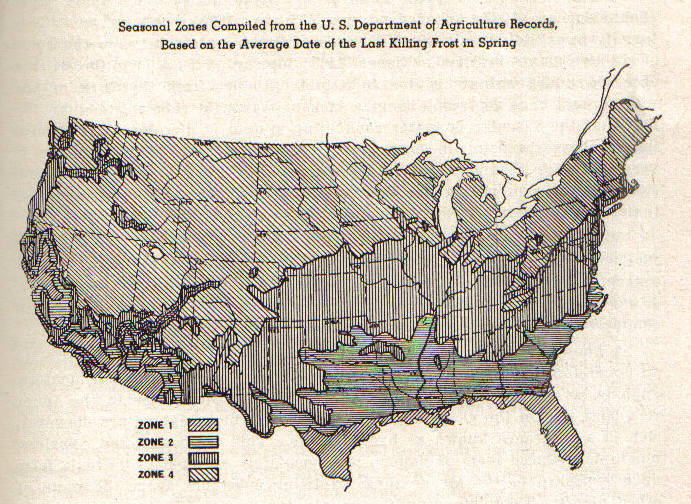 Seasonal Zones Compiled from the U. S. Department of Agriculture Records,
Based on the Average Date of the Last Killing Frost in Spring
ZONE 1
ZONE 2
ZONE 3
ZONE 4